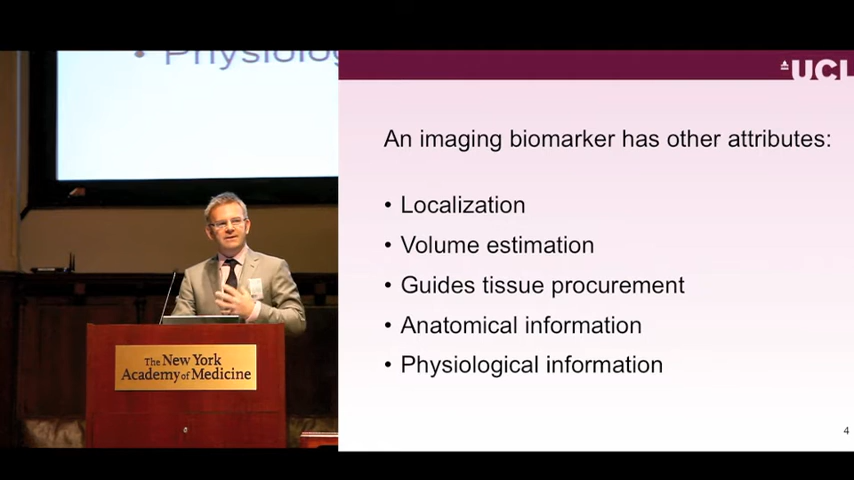 • Physiolog
UCL
An imaging biomarker has other attributes:
• Localization
• Volume estimation
• Guides tissue procurement
• Anatomical information
• Physiological information
4
The New York
Academy of Medicine